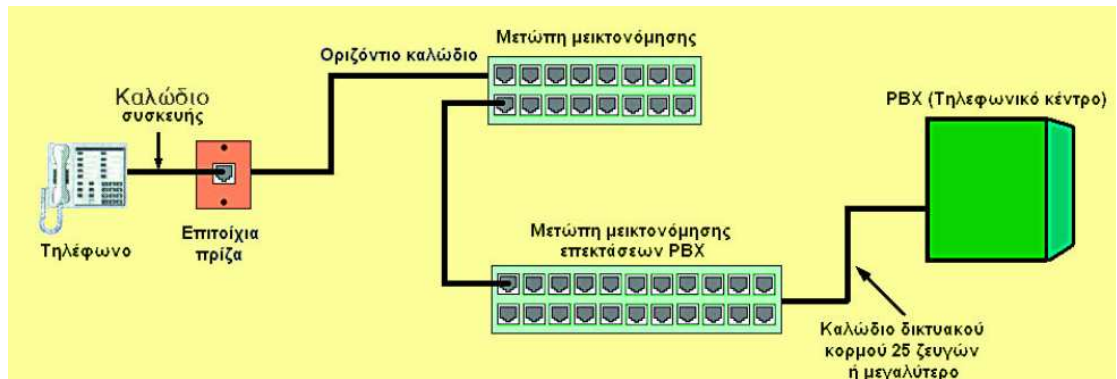 Μετώπη μεικτονόμησης
Οριζόντιο καλώδιο
Καλώδιο
συσκευής
PBX (Τηλεφωνικό κέντρο)
Τηλέφωνο
Επιτοίχια
πρίζα
Μετώπη μεικτονόμησης
επεκτάσεων PBX
Καλώδιο δικτυακού
κορμού 25 ζευγών
ή μεγαλύτερο